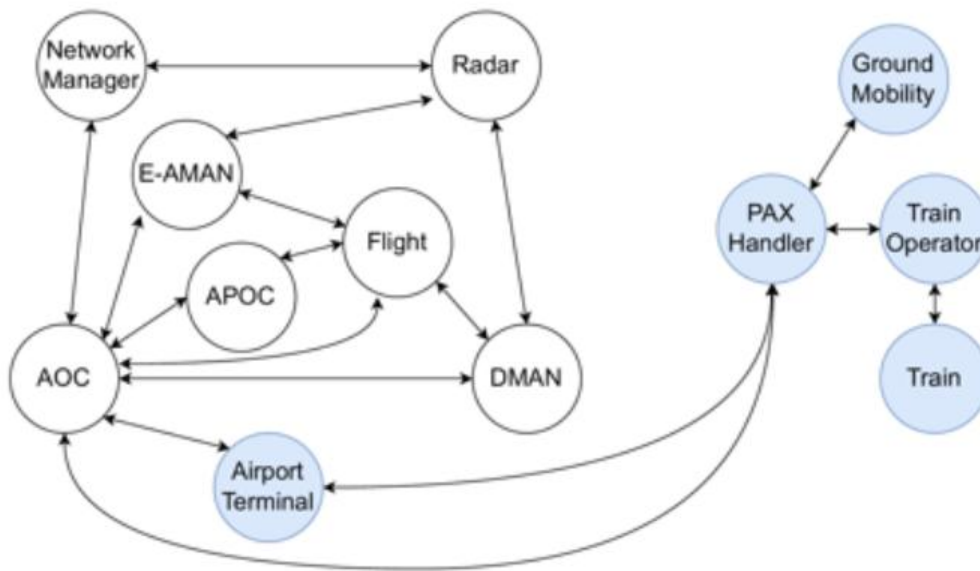 Network
Manager
Radar
Ground
Mobility
E-AMAN
PAX
Handler
Train
Operator
Flight
APOC
AOC
DMAN
Train
Airport
Terminal